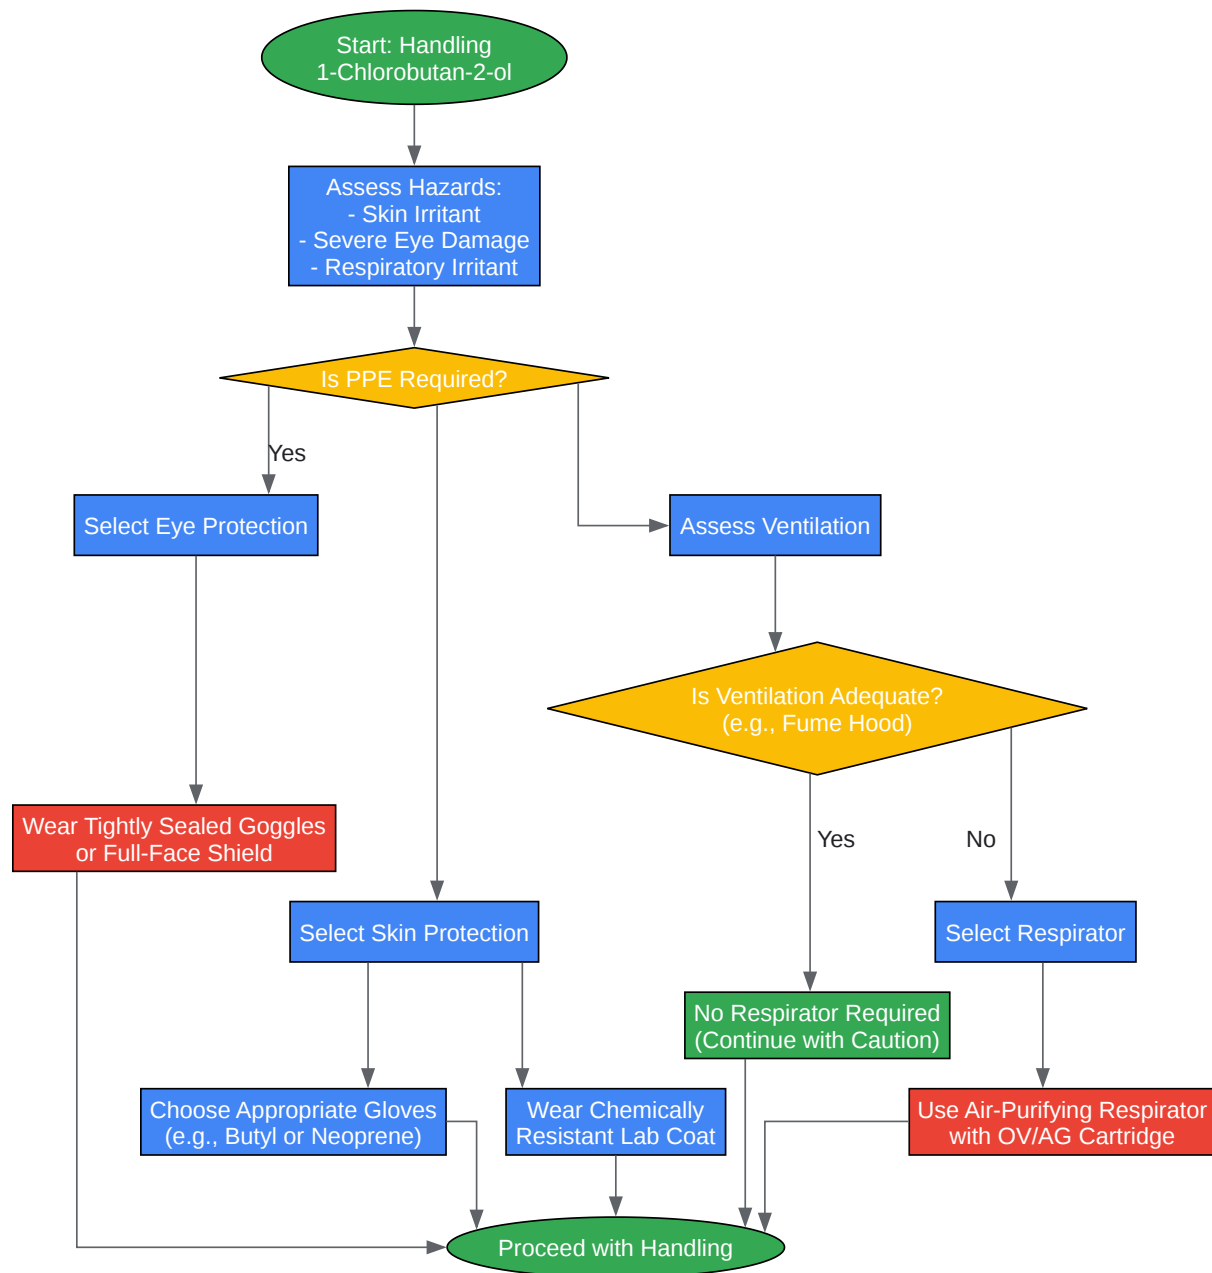 Start: Handling
1-Chlorobutan-2-ol
Assess Hazards:
- Skin Irritant
- Severe Eye Damage
- Respiratory Irritant
Is PPE Required?
Yes
Select Eye Protection
Assess Ventilation
Is Ventilation Adequate?
(e.g., Fume Hood)
Wear Tightly Sealed Goggles
or Full-Face Shield
Yes
No
Select Skin Protection
Select Respirator
No Respirator Required
(Continue with Caution)
Choose Appropriate Gloves
(e.g., Butyl or Neoprene)
Wear Chemically
Resistant Lab Coat
Use Air-Purifying Respirator
with OV/AG Cartridge
Proceed with Handling